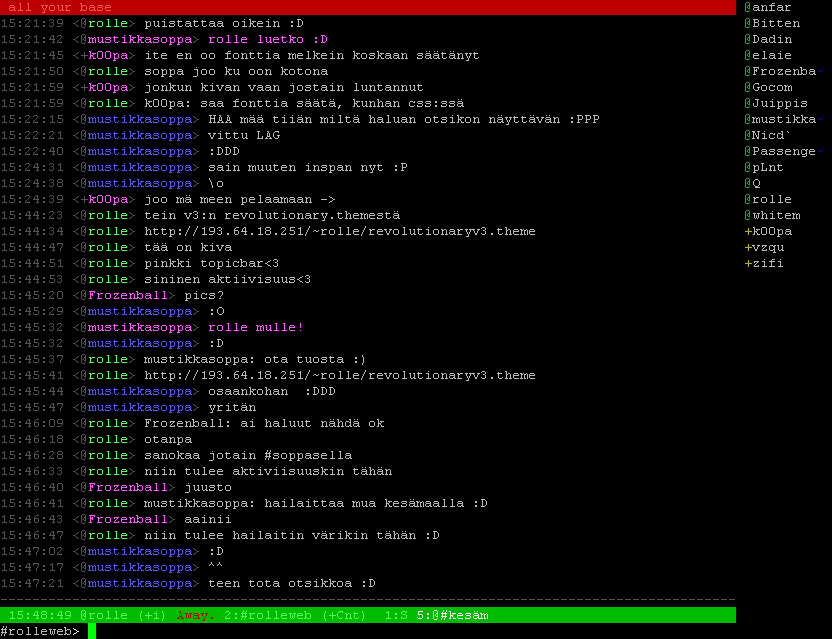 all your base
15:21:39 <@rolle> puistattaa oikein :D
15:21:42 <@mustikkasoppa> rolle luetko :D
15:21:45 <+k00pa> ite en oo fonttia melkein koskaan säätänyt
15:21:50 <@rolle> soppa joo ku oon kotona
15:21:59 <+k00pa> jonkun kivan vaan jostain luntannut
15:21:59 <@rolle> k00pa: saa fonttia säätä, kunhan css:ssä
15:22:15 <@mustikkasoppa> HAA mää tiiän miltä haluan otsikon näyttävän :PPP
15:22:21 <@mustikkasoppa> vittu LAG
15:22:40 <@mustikkasoppa> :DDD
15:24:31 <@mustikkasoppa> sain muuten inspan nyt :P
15:24:38 <@mustikkasoppa> \o
15:24:39 <+k00pa> joo mä meen pelaamaan ->
15:44:23 <@rolle> tein v3:n revolutionary.themestä
15:44:34 <@rolle> http://193.64.18.251/~rolle/revolutionaryv3.theme
15:44:47 <@rolle> tää on kiva
15:44:51 <@rolle> pinkki topicbar<3
15:44:53 <@rolle> sininen aktiivisuus<3
15:45:20 <@Frozenball> pics?
15:45:29 <@mustikkasoppa> :O
15:45:32 <@mustikkasoppa> rolle mulle!
15:45:32 <@mustikkasoppa> :D
15:45:37 <@rolle> mustikkasoppa: ota tuosta :)
15:45:41 <@rolle> http://193.64.18.251/~rolle/revolutionaryv3.theme
15:45:44 <@mustikkasoppa> osaankohan  :DDD
15:45:47 <@mustikkasoppa> yritän
15:46:09 <@rolle> Frozenball: ai haluut nähdä ok
15:46:18 <@rolle> otanpa
15:46:28 <@rolle> sanokaa jotain #soppasella
15:46:33 <@rolle> niin tulee aktiviisuuskin tähän
15:46:40 <@Frozenball> juusto
15:46:41 <@rolle> mustikkasoppa: hailaittaa mua kesämaalla :D
15:46:43 <@Frozenball> aainii
15:46:47 <@rolle> niin tulee hailaitin värikin tähän :D
15:47:02 <@mustikkasoppa> :D
15:47:17 <@mustikkasoppa> ^^
15:47:21 <@mustikkasoppa> teen tota otsikkoa :D
15:48:49 @rolle (+i) Away. 2:#rolleweb (+Cnt)  1:S 5:@#kesäm
#rolleweb>
@anfar
@Bitten
@Dadin
@elaie
@Frozenba
@Gocom
@Juippis
@mustikka
@Nicd`
@Passenge
@pLnt
@Q
@rolle
@whitem
+k00pa
+vzqu
+zifi